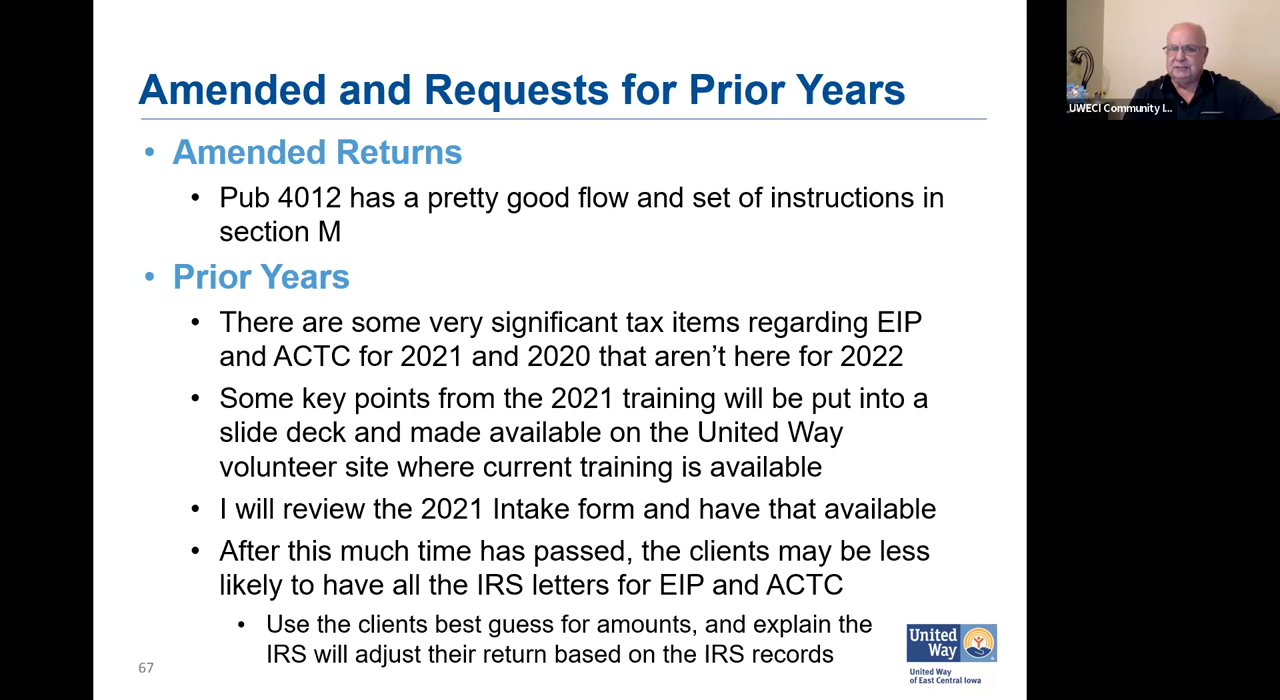 Amended and Requests for Prior Years
• Amended Returns
• Pub 4012 has a pretty good flow and set of instructions in
section M
• Prior Years
• There are some very significant tax items regarding EIP
and ACTC for 2021 and 2020 that aren’t here for 2022
• Some key points from the 2021 training will be put into a
slide deck and made available on the United Way
volunteer site where current training is available
• I will review the 2021 Intake form and have that available
• After this much time has passed, the clients may be less
likely to have all the IRS letters for EIP and ACTC
• Use the clients best guess for amounts, and explain the
IRS will adjust their return based on the IRS records
67
United
Way
United Way
of East Central Iowa
UWECI Community I...